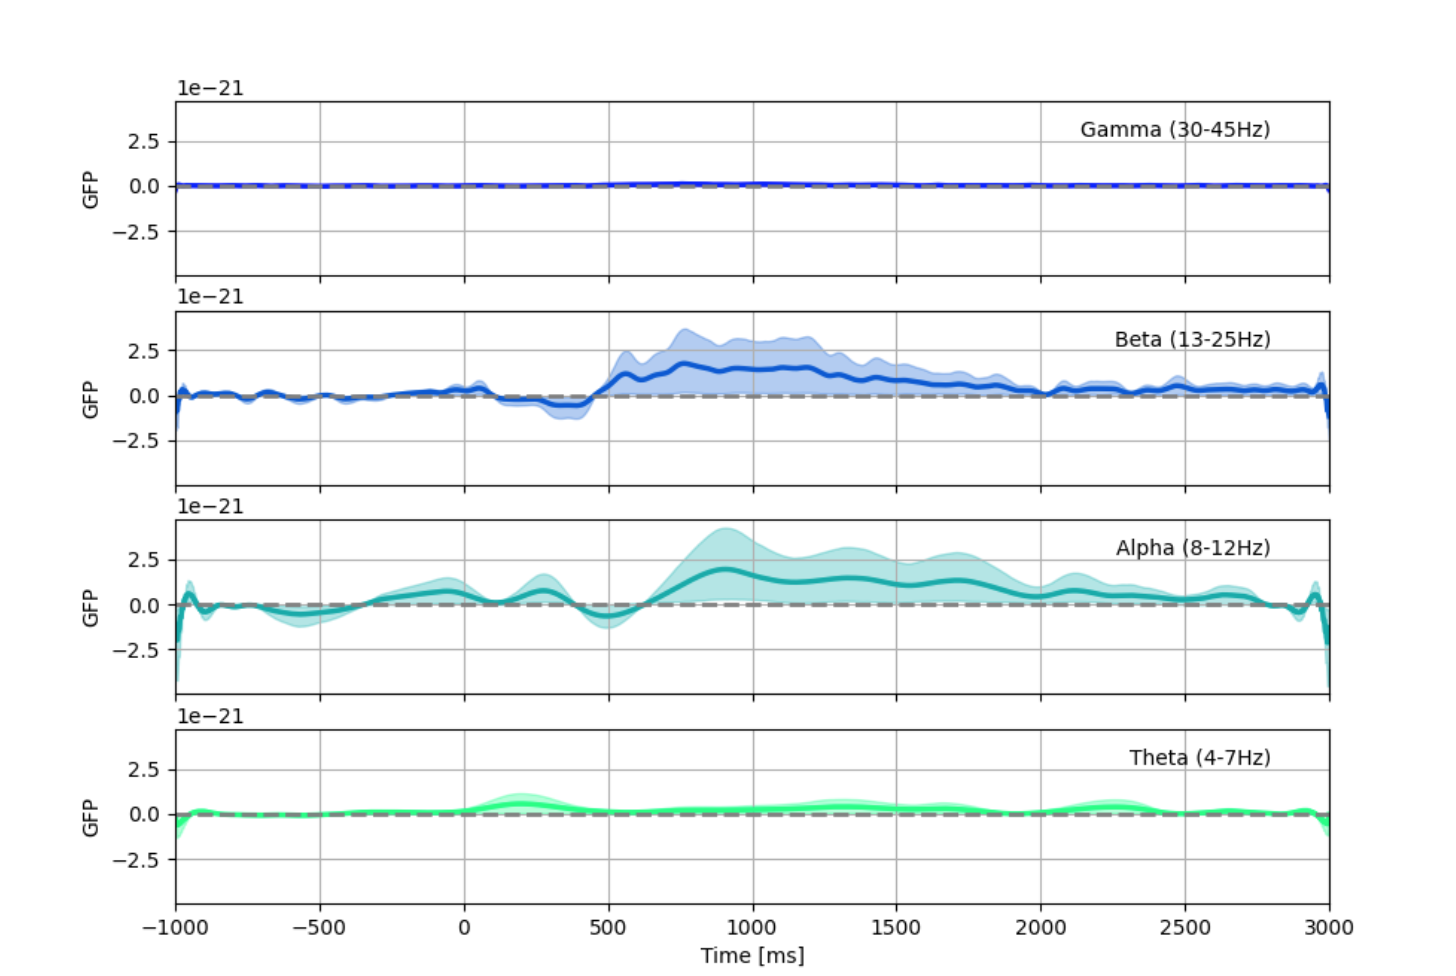 1e−21
Gamma (30-45Hz)
2.5
0.0
−2.5
GFP
1e−21
Beta (13-25Hz)
2.5
0.0
−2.5
GFP
1e−21
Alpha (8-12Hz)
2.5
0.0
−2.5
GFP
1e−21
Theta (4-7Hz)
2.5
0.0
−2.5
GFP
−1000 −500 0 500 1000 1500 2000 2500 3000
Time [ms]